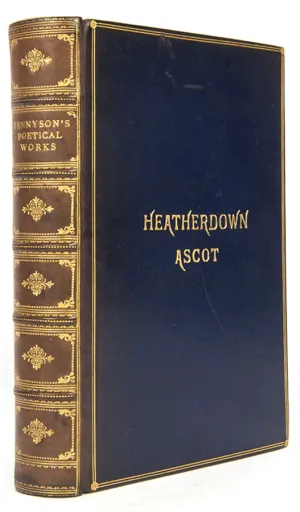 TENNYSON'S
POETICAL
WORKS
HEATHERDOWN
ASCOT